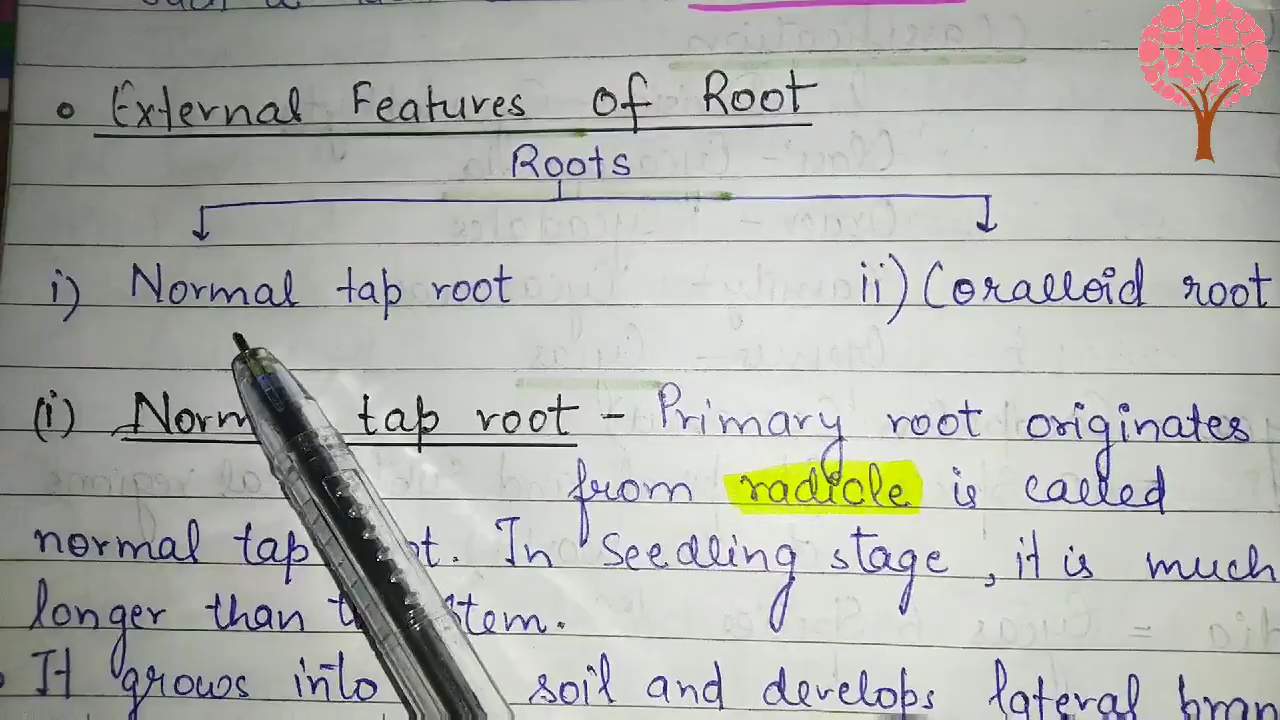 • External Features of Root
Roots
i) Normal tap root ii) Coralloid root
(i) Norm tap root - Primary root originates
from radicle is called
normal tap t. In seedling stage, it is much
longer than stem.
• It grows into soil and develops lateral bran